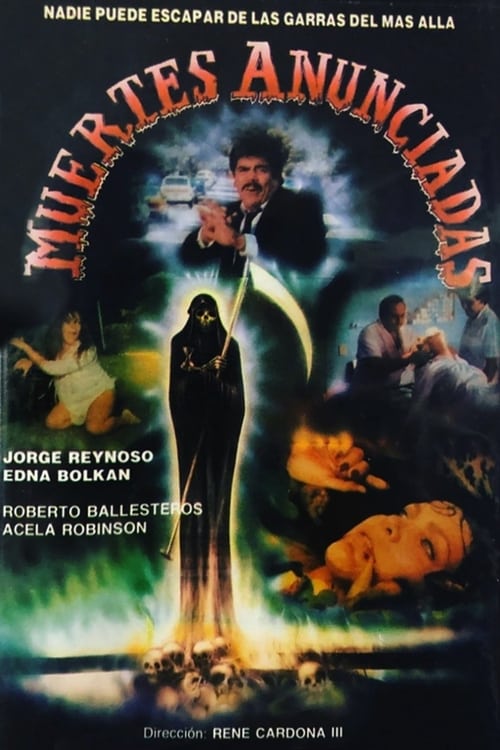 NADIE PUEDE ESCAPAR DE LAS GARRAS DEL MAS ALLA
MUERTES ANUNCIADAS
JORGE REYNOSO
EDNA BOLKAN
ROBERTO BALLESTEROS
ACELA ROBINSON
Dirección: RENE CARDONA III